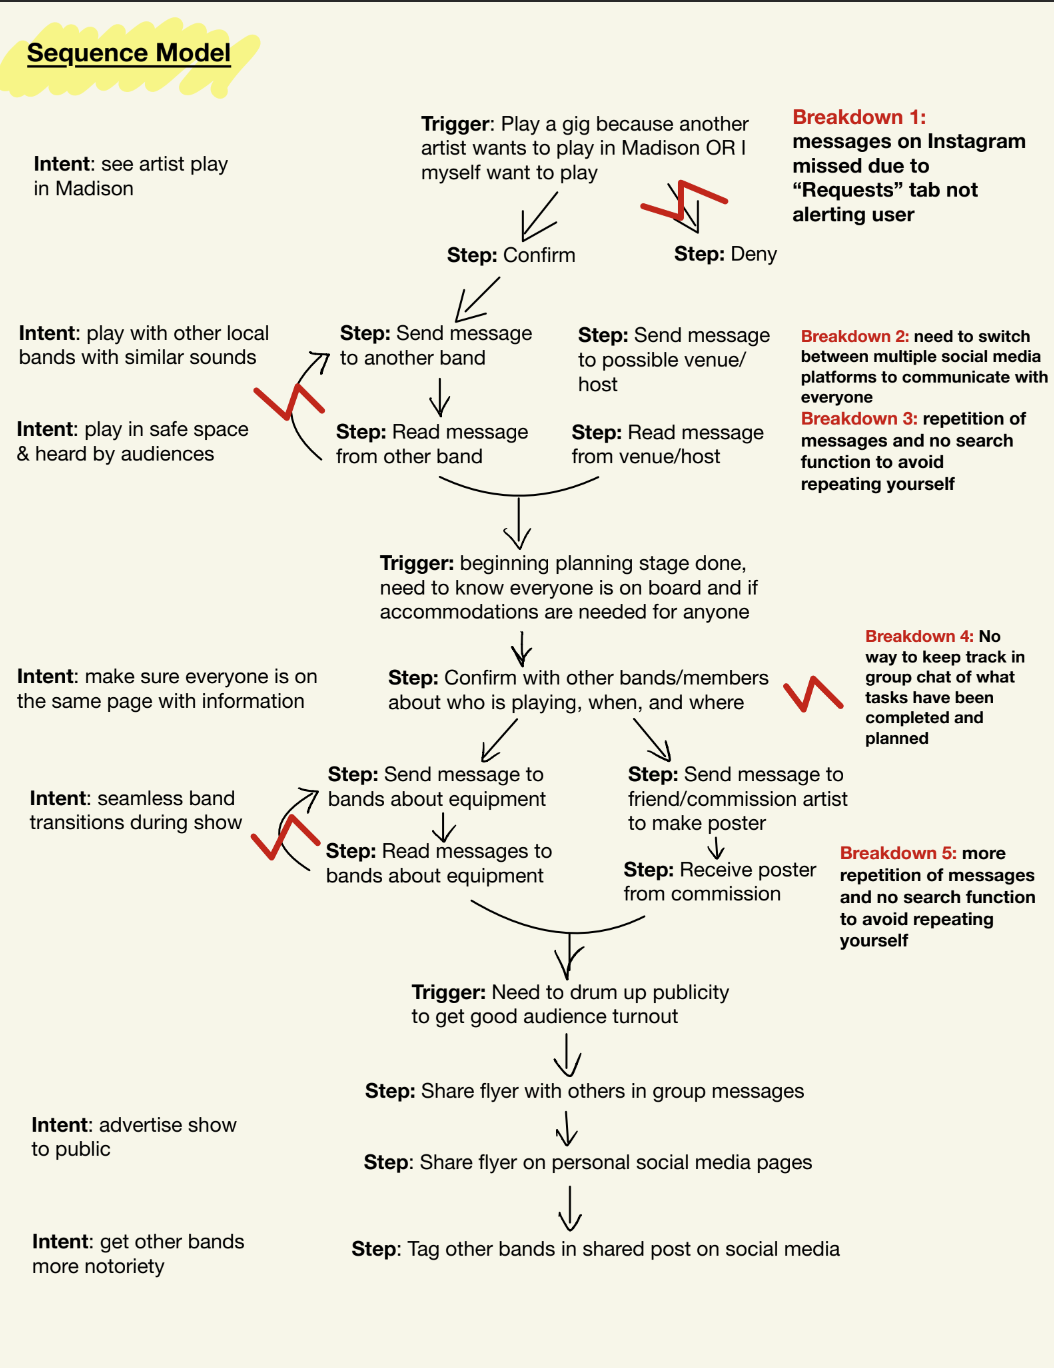 Sequence Model
Intent: see artist play
in Madison
Trigger: Play a gig because another
artist wants to play in Madison OR I
myself want to play
Breakdown 1:
messages on Instagram
missed due to
“Requests” tab not
alerting user
Step: Confirm
Step: Deny
Intent: play with other local
bands with similar sounds
Step: Send message
to another band
Step: Send message
to possible venue/
host
Breakdown 2: need to switch
between multiple social media
platforms to communicate with
everyone
Intent: play in safe space
& heard by audiences
Step: Read message
from other band
Step: Read message
from venue/host
Breakdown 3: repetition of
messages and no search
function to avoid
repeating yourself
Trigger: beginning planning stage done,
need to know everyone is on board and if
accommodations are needed for anyone
Intent: make sure everyone is on
the same page with information
Step: Confirm with other bands/members
about who is playing, when, and where
Breakdown 4: No
way to keep track in
group chat of what
tasks have been
completed and
planned
Intent: seamless band
transitions during show
Step: Send message to
bands about equipment
Step: Send message to
friend/commission artist
to make poster
Step: Read messages to
bands about equipment
Step: Receive poster
from commission
Breakdown 5: more
repetition of messages
and no search function
to avoid repeating
yourself
Trigger: Need to drum up publicity
to get good audience turnout
Step: Share flyer with others in group messages
Intent: advertise show
to public
Step: Share flyer on personal social media pages
Intent: get other bands
more notoriety
Step: Tag other bands in shared post on social media